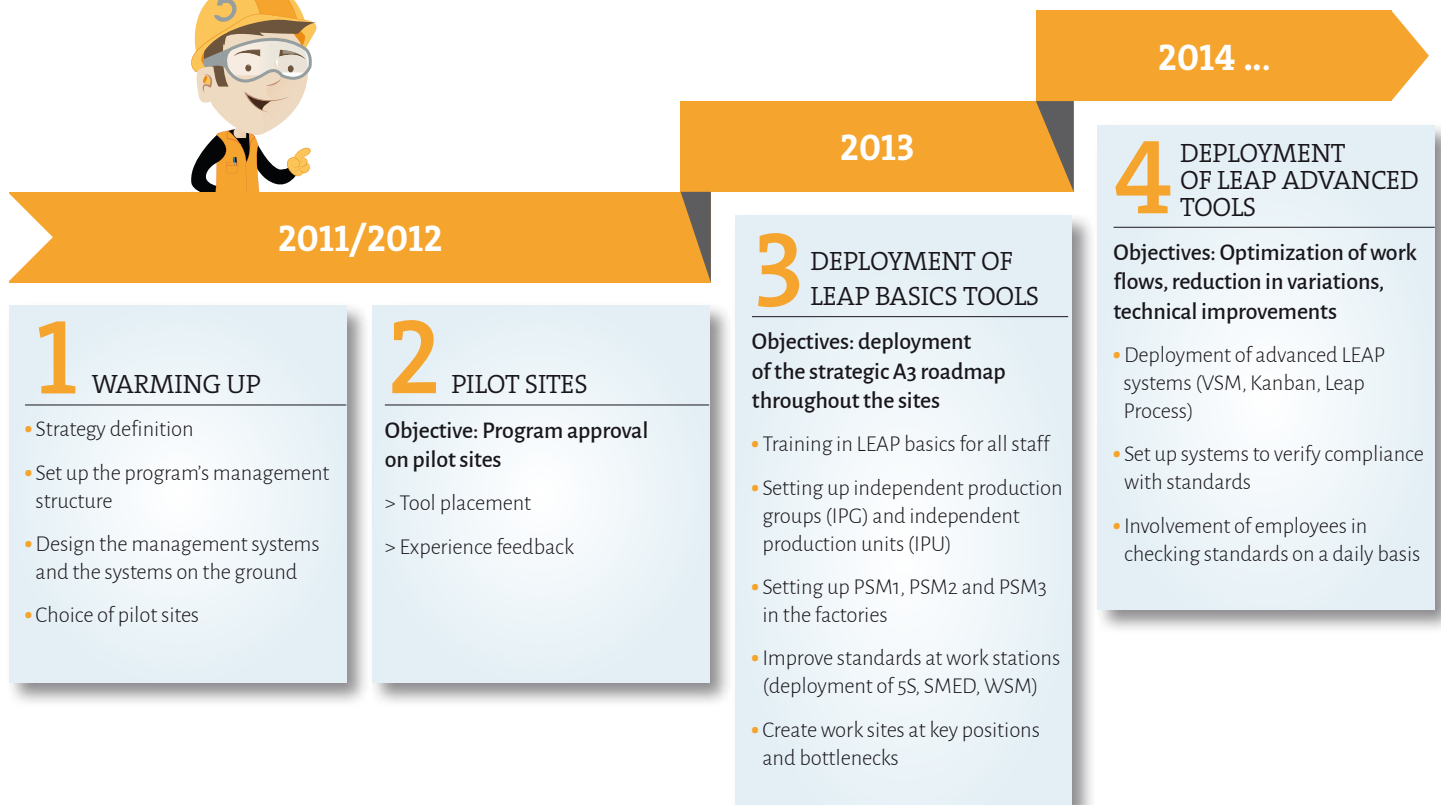 5
2014 ...
2013
2011/2012
1 WARMING UP
• Strategy definition
• Set up the program's management
structure
• Design the management systems
and the systems on the ground
• Choice of pilot sites
2 PILOT SITES
Objective: Program approval
on pilot sites
> Tool placement
> Experience feedback
3 DEPLOYMENT OF
LEAP BASICS TOOLS
Objectives: deployment
of the strategic A3 roadmap
throughout the sites
• Training in LEAP basics for all staff
• Setting up independent production
groups (IPG) and independent
production units (IPU)
• Setting up PSM1, PSM2 and PSM3
in the factories
• Improve standards at work stations
(deployment of 5S, SMED, WSM)
• Create work sites at key positions
and bottlenecks
4 DEPLOYMENT
OF LEAP ADVANCED
TOOLS
Objectives: Optimization of work
flows, reduction in variations,
technical improvements
• Deployment of advanced LEAP
systems (VSM, Kanban, Leap
Process)
• Set up systems to verify compliance
with standards
• Involvement of employees in
checking standards on a daily basis